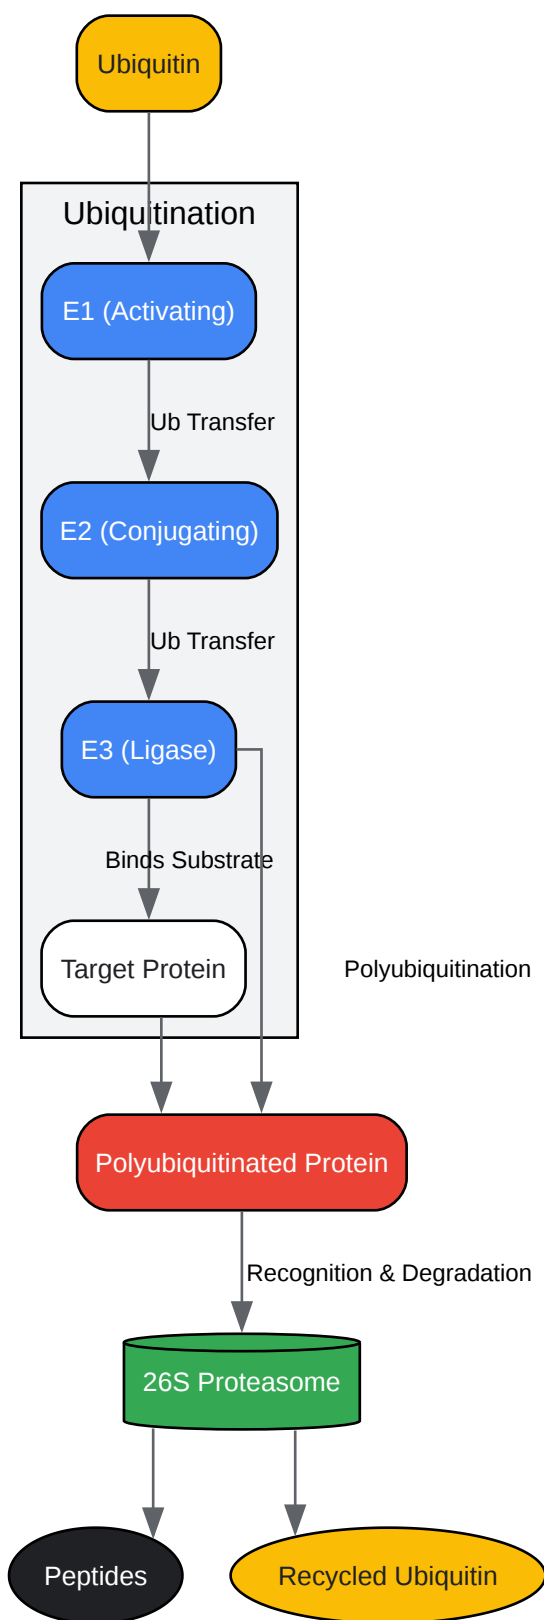 Ubiquitin
Ubiquitination
E1 (Activating)
Ub Transfer
E2 (Conjugating)
Ub Transfer
E3 (Ligase)
Binds Substrate
Target Protein
Polyubiquitination
Polyubiquitinated Protein
Recognition & Degradation
26S Proteasome
Peptides
Recycled Ubiquitin